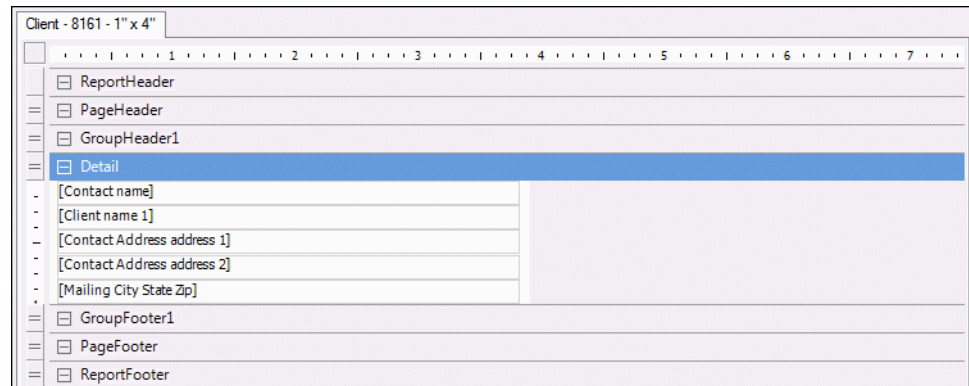 Client - 8161 - 1" x 4"
1 2 3 4 5 6 7
ReportHeader
PageHeader
GroupHeader1
Detail
[Contact name]
[Client name 1]
[Contact Address address 1]
[Contact Address address 2]
[Mailing City State Zip]
GroupFooter1
PageFooter
ReportFooter